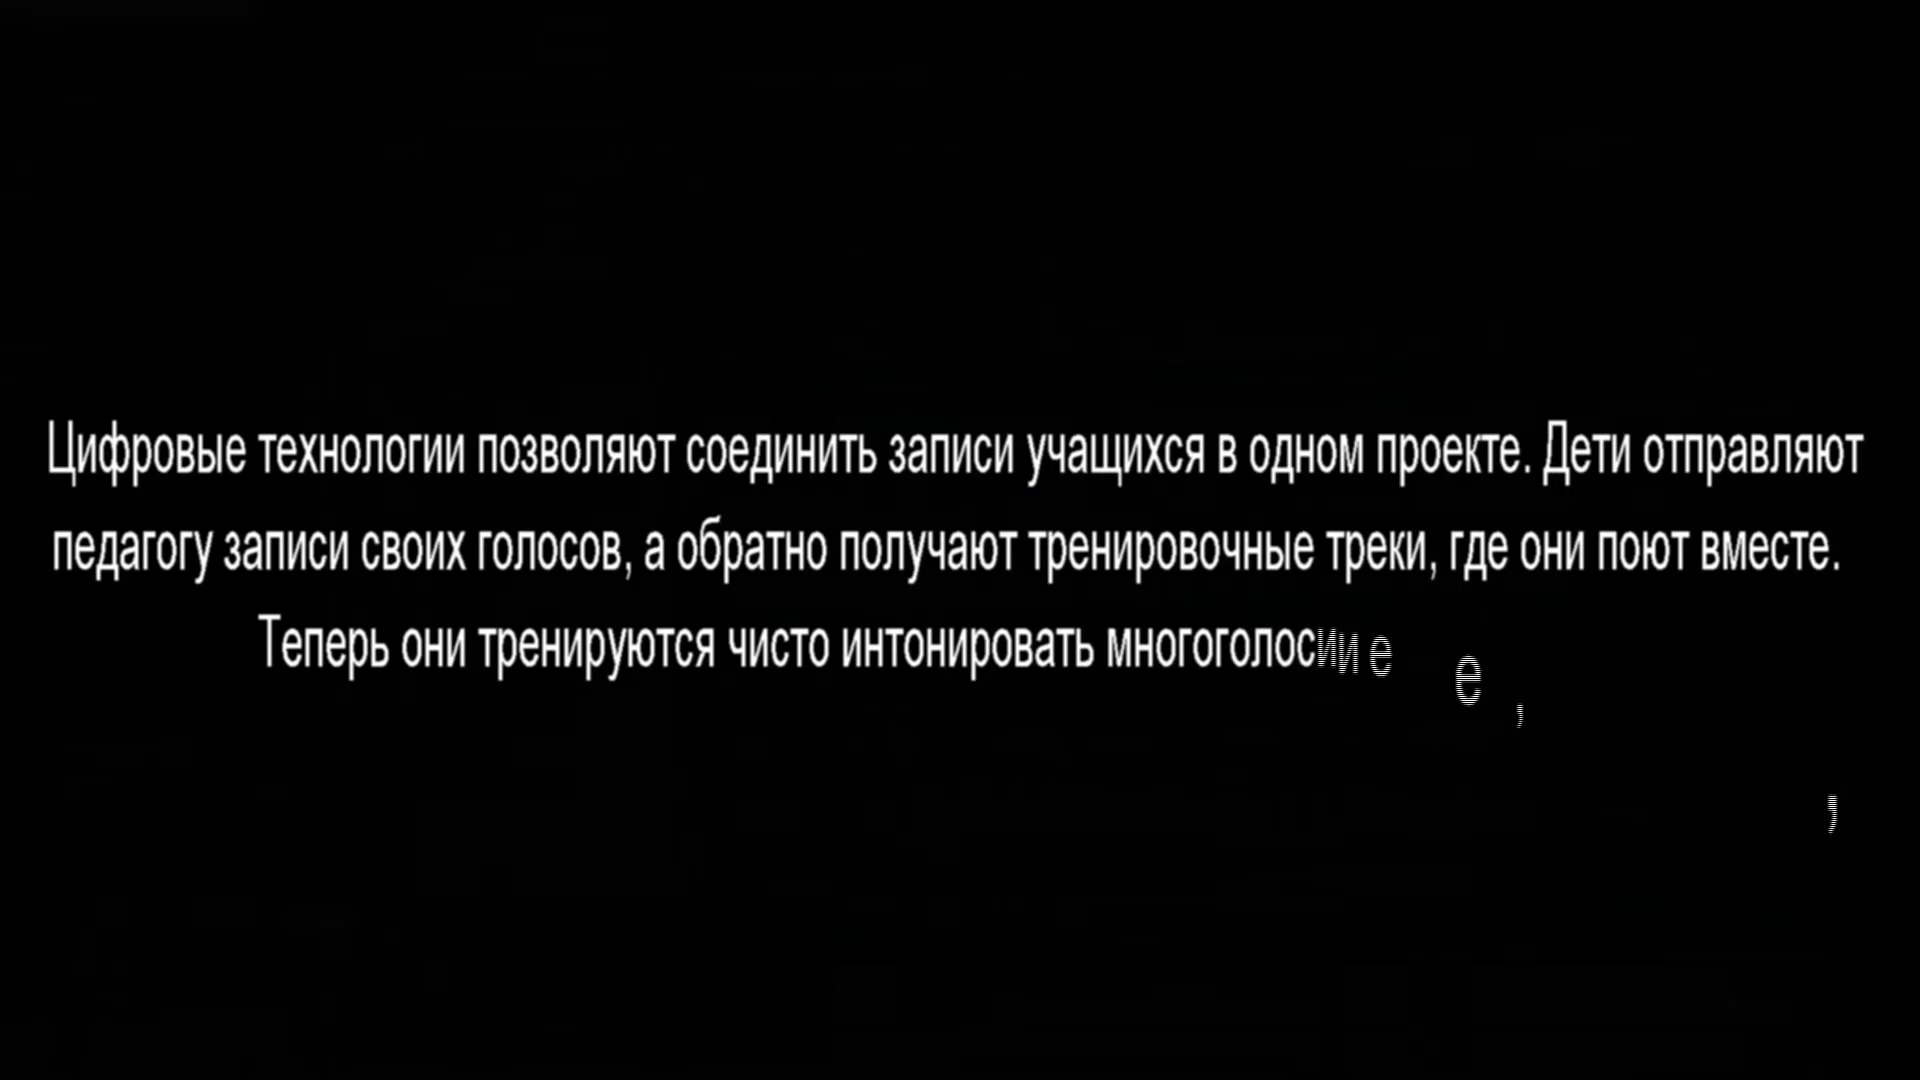 Цифровые технологии позволяют соединить записи учащихся в одном проекте. Дети отправляют
педагогу записи своих голосов, а обратно получают тренировочные треки, где они поют вместе.
Теперь они тренируются чисто интонировать многоголосие,